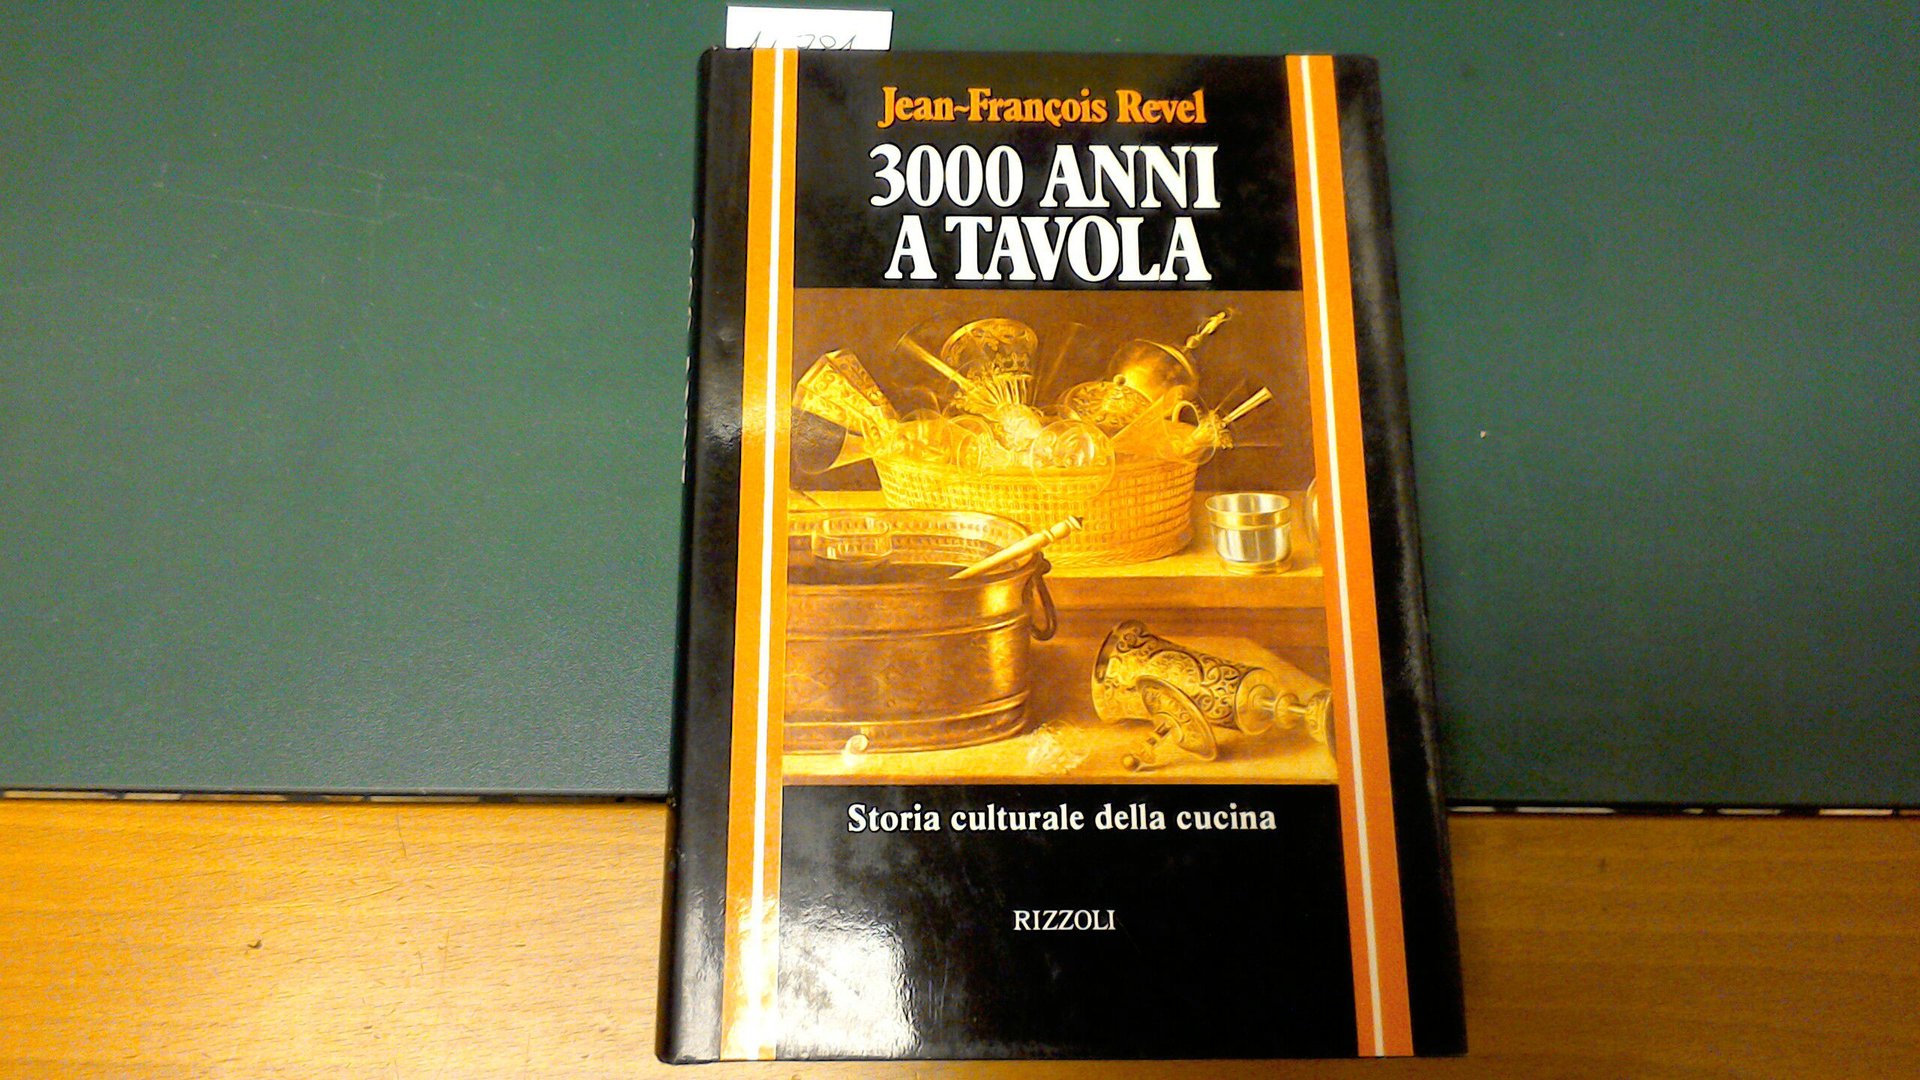 Jean-François Revel
3000 ANNI
A TAVOLA
Storia culturale della cucina
RIZZOLI